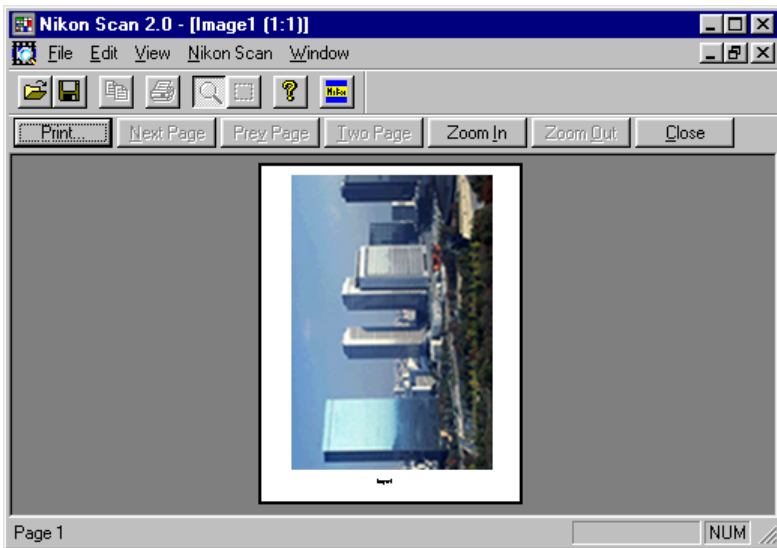 Nikon Scan 2.0 - [Image1 (1:1)]
File Edit View Nikon Scan Window
Nikon
Print... Next Page Prev Page Two Page Zoom In Zoom Out Close
Page 1 NUM